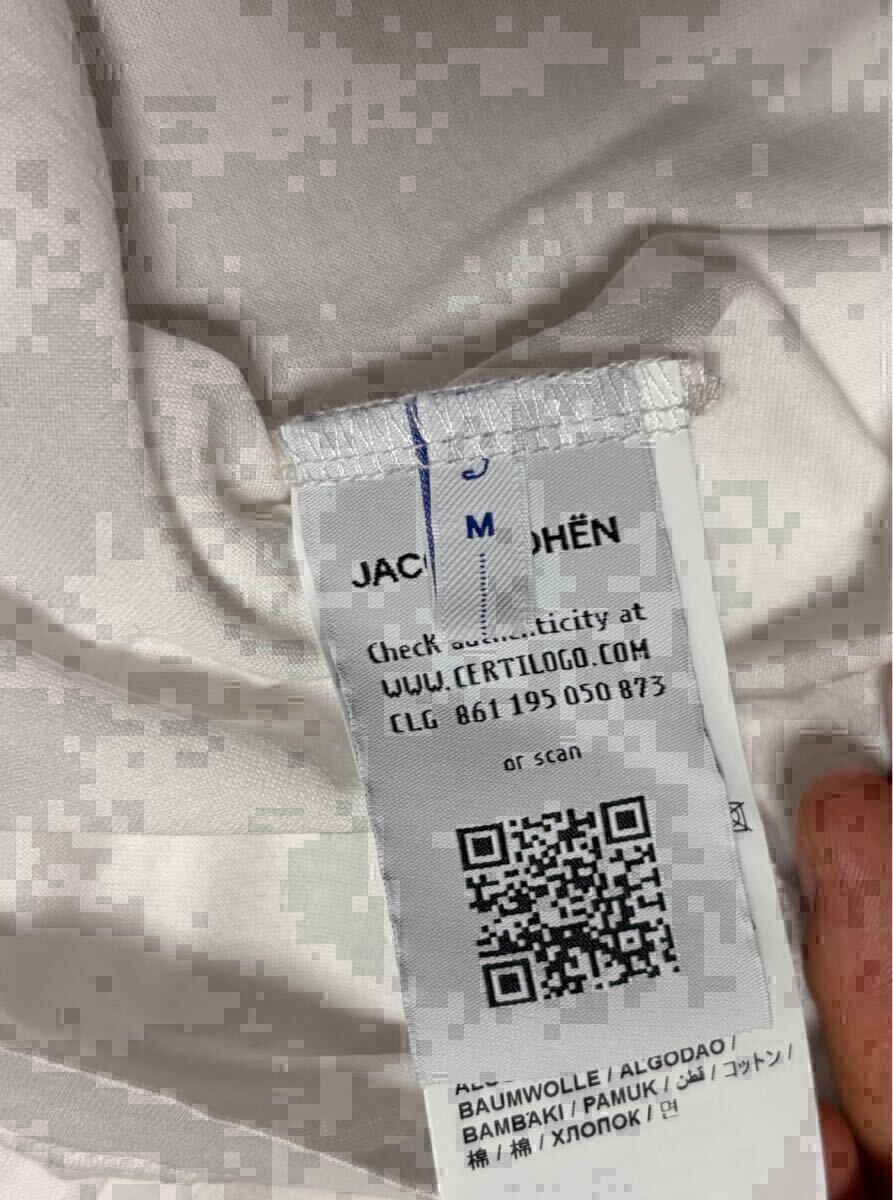 M
JAC OHËN
Check authenticity at
WWW.CERTILOGO.COM
CLG 861 195 050 873
or scan
BAUMWOLLE / ALGODAO /
BAMBAKI / PAMUK / قطن / コットン /
棉 / 棉 / ХЛОПОК / 면